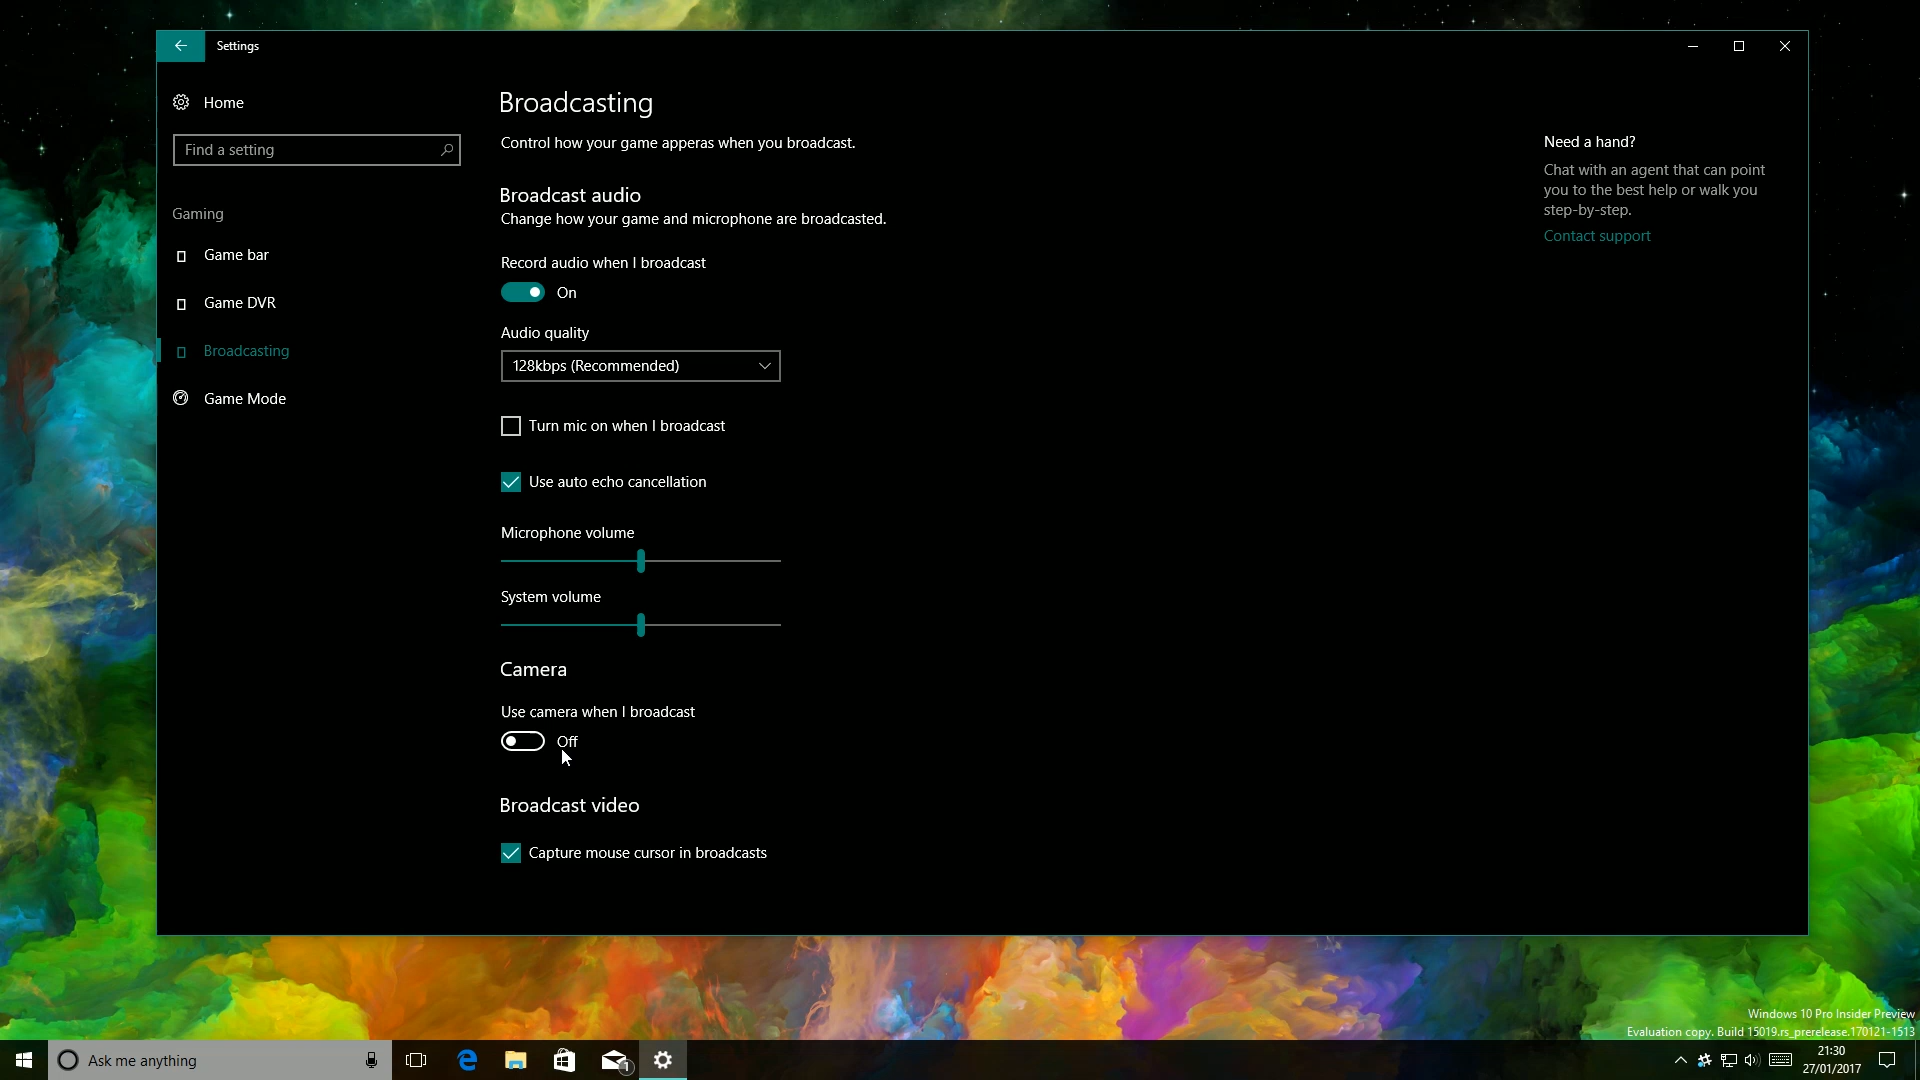 Settings
Home
Find a setting
Gaming
Game bar
Game DVR
Broadcasting
Game Mode
Broadcasting
Control how your game apperas when you broadcast.
Broadcast audio
Change how your game and microphone are broadcasted.
Record audio when I broadcast
On
Audio quality
128kbps (Recommended)
Turn mic on when I broadcast
Use auto echo cancellation
Microphone volume
System volume
Camera
Use camera when I broadcast
Off
Broadcast video
Capture mouse cursor in broadcasts
Need a hand?
Chat with an agent that can point
you to the best help or walk you
step-by-step.
Contact support
Windows 10 Pro Insider Preview
Evaluation copy. Build 15019.rs_prerelease.170121-1513
Ask me anything
1
21:30
27/01/2017